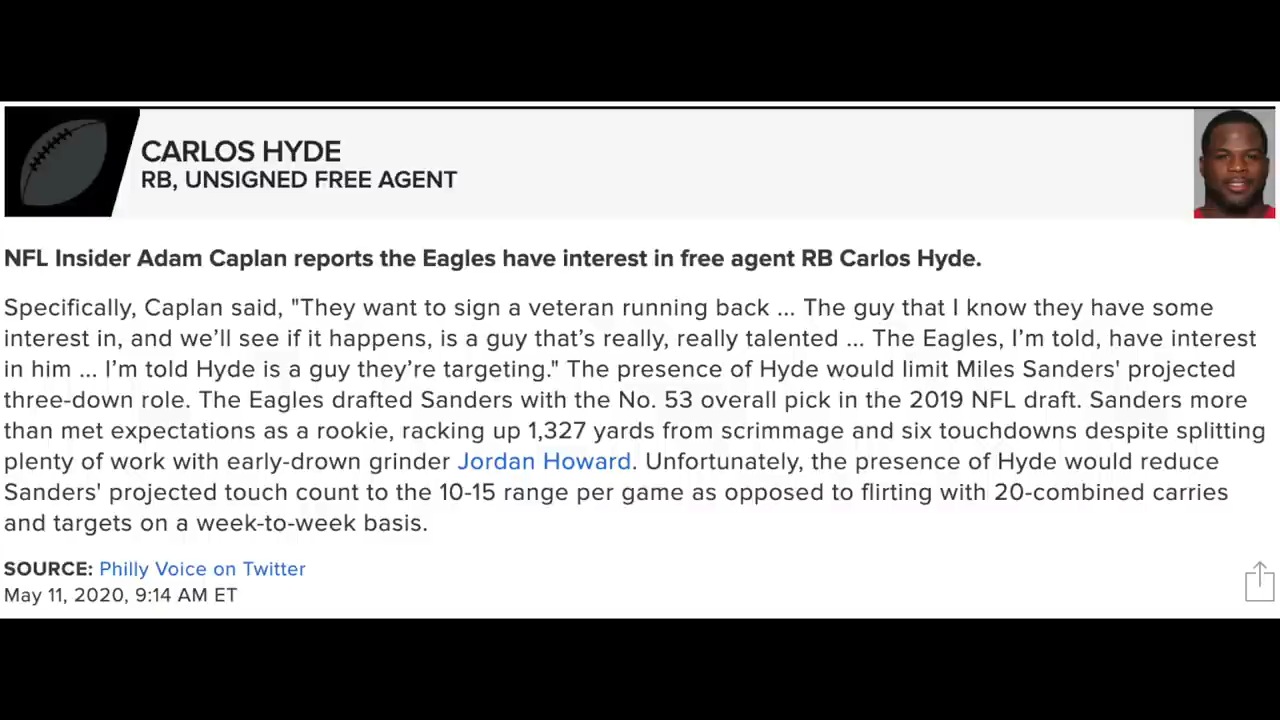 CARLOS HYDE
RB, UNSIGNED FREE AGENT
NFL Insider Adam Caplan reports the Eagles have interest in free agent RB Carlos Hyde.
Specifically, Caplan said, "They want to sign a veteran running back ... The guy that I know they have some
interest in, and we'll see if it happens, is a guy that's really, really talented ... The Eagles, I'm told, have interest
in him ... I'm told Hyde is a guy they're targeting." The presence of Hyde would limit Miles Sanders' projected
three-down role. The Eagles drafted Sanders with the No. 53 overall pick in the 2019 NFL draft. Sanders more
than met expectations as a rookie, racking up 1,327 yards from scrimmage and six touchdowns despite splitting
plenty of work with early-drown grinder Jordan Howard. Unfortunately, the presence of Hyde would reduce
Sanders' projected touch count to the 10-15 range per game as opposed to flirting with 20-combined carries
and targets on a week-to-week basis.
SOURCE: Philly Voice on Twitter
May 11, 2020, 9:14 AM ET